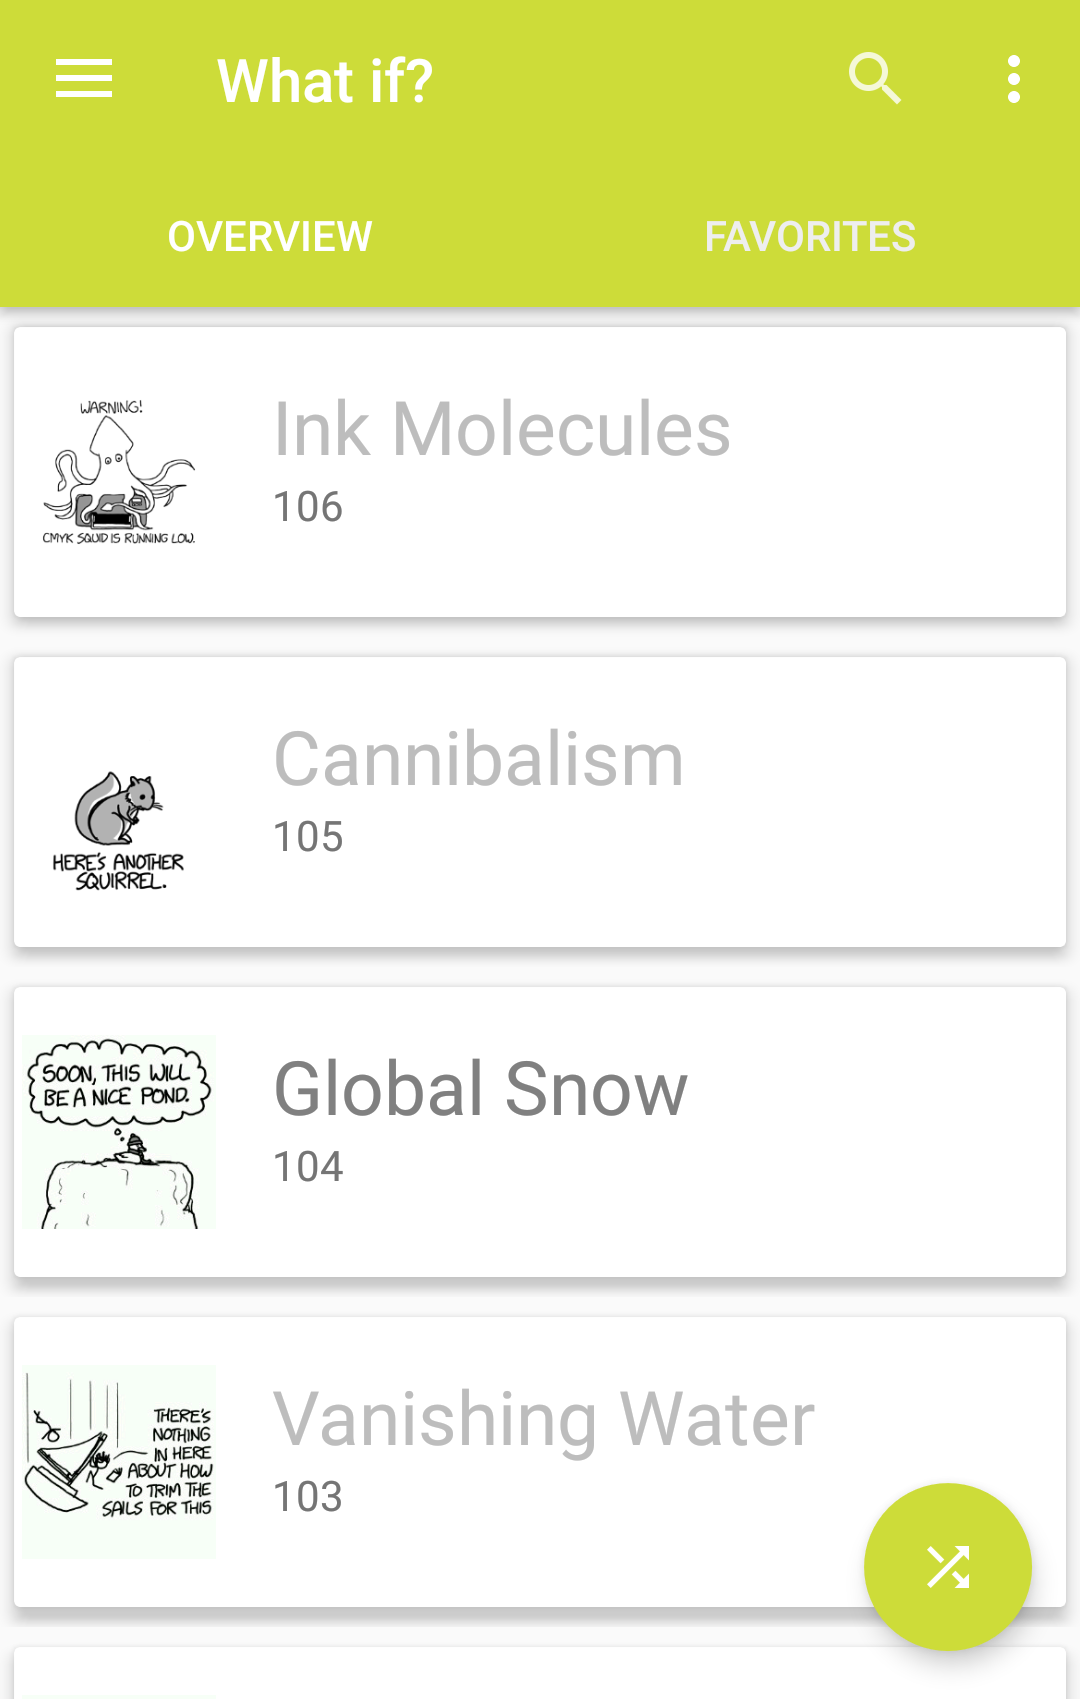 What if?
OVERVIEW
FAVORITES
WARNING!
CMYK SQUID IS RUNNING LOW.
Ink Molecules
106
HERE'S ANOTHER
SQUIRREL.
Cannibalism
105
SOON, THIS WILL
BE A NICE POND.
Global Snow
104
THERE'S
NOTHING
IN HERE
ABOUT HOW
TO TRIM THE
SAILS FOR THIS
Vanishing Water
103